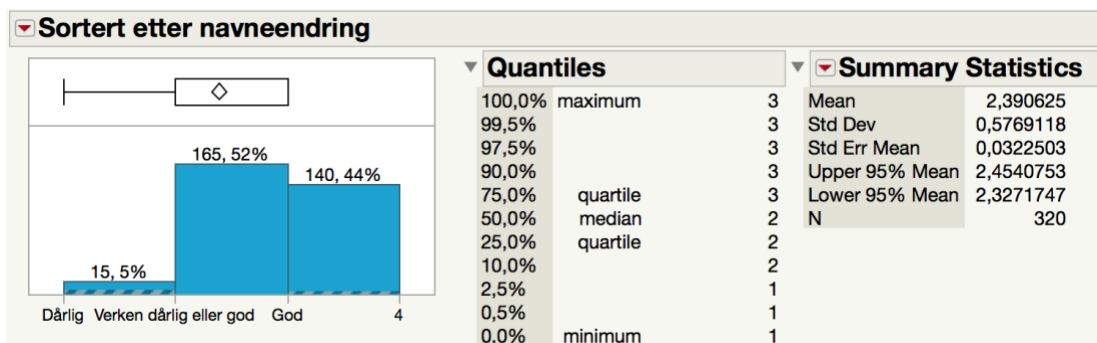 Sortert etter navneendring
165, 52%
140, 44%
15, 5%
Dårlig Verken dårlig eller god God 4
Quantiles
100,0% maximum 3
99,5% 3
97,5% 3
90,0% 3
75,0% quartile 3
50,0% median 2
25,0% quartile 2
10,0% 2
2,5% 1
0,5% 1
0,0% minimum 1
Summary Statistics
Mean 2,390625
Std Dev 0,5769118
Std Err Mean 0,0322503
Upper 95% Mean 2,4540753
Lower 95% Mean 2,3271747
N 320